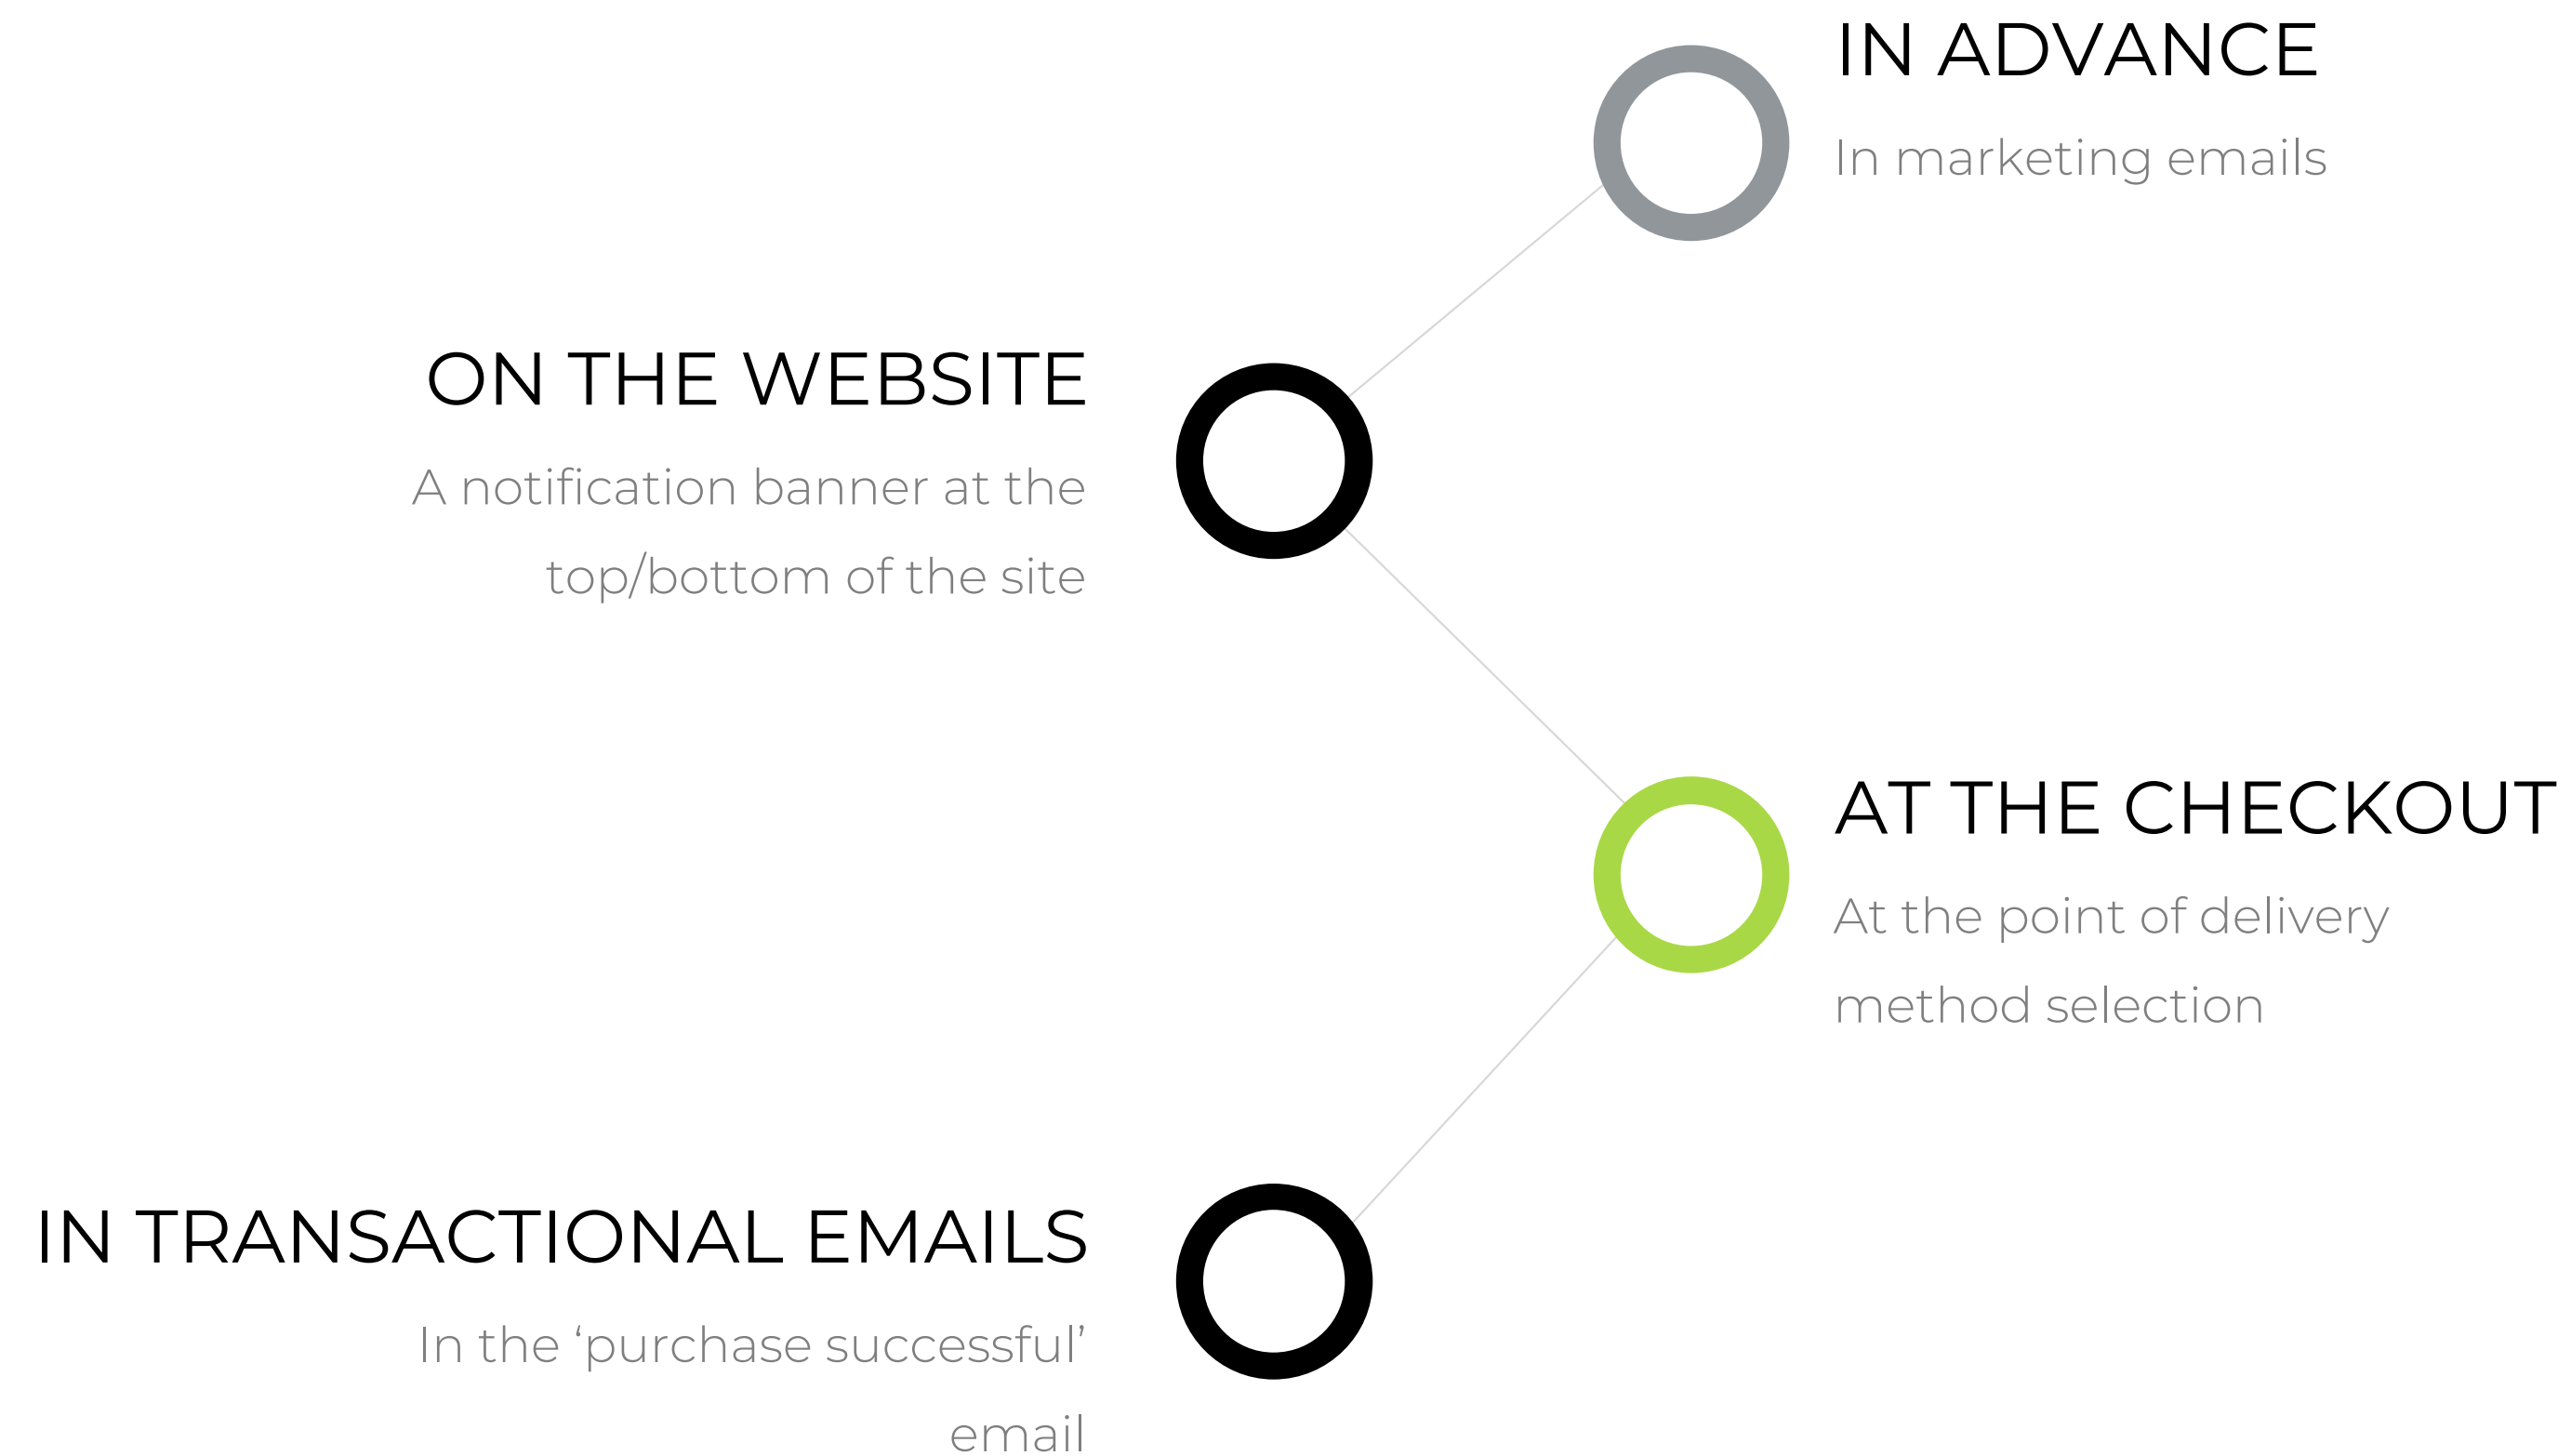 IN ADVANCE
In marketing emails
ON THE WEBSITE
A notification banner at the
top/bottom of the site
AT THE CHECKOUT
At the point of delivery
method selection
IN TRANSACTIONAL EMAILS
In the ‘purchase successful’
email